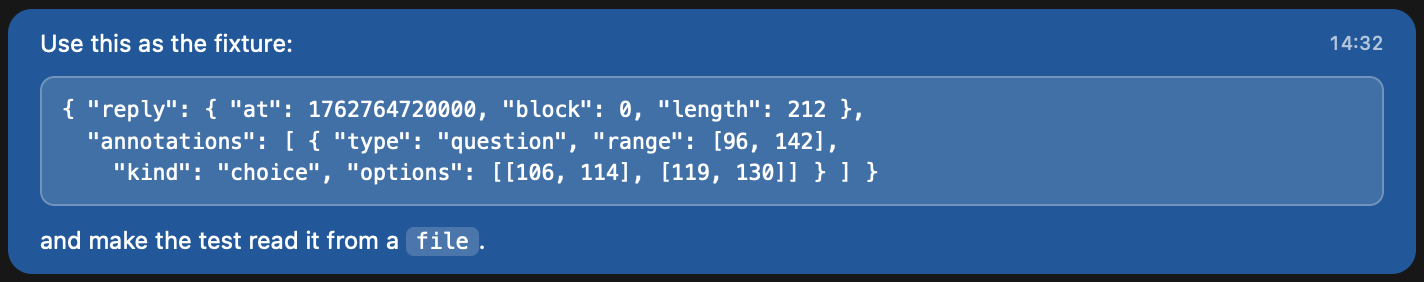 Use this as the fixture:
14:32
{ "reply": { "at": 1762764720000, "block": 0, "length": 212 },
"annotations": [ { "type": "question", "range": [96, 142],
"kind": "choice", "options": [[106, 114], [119, 130]] } ] }
and make the test read it from a file.